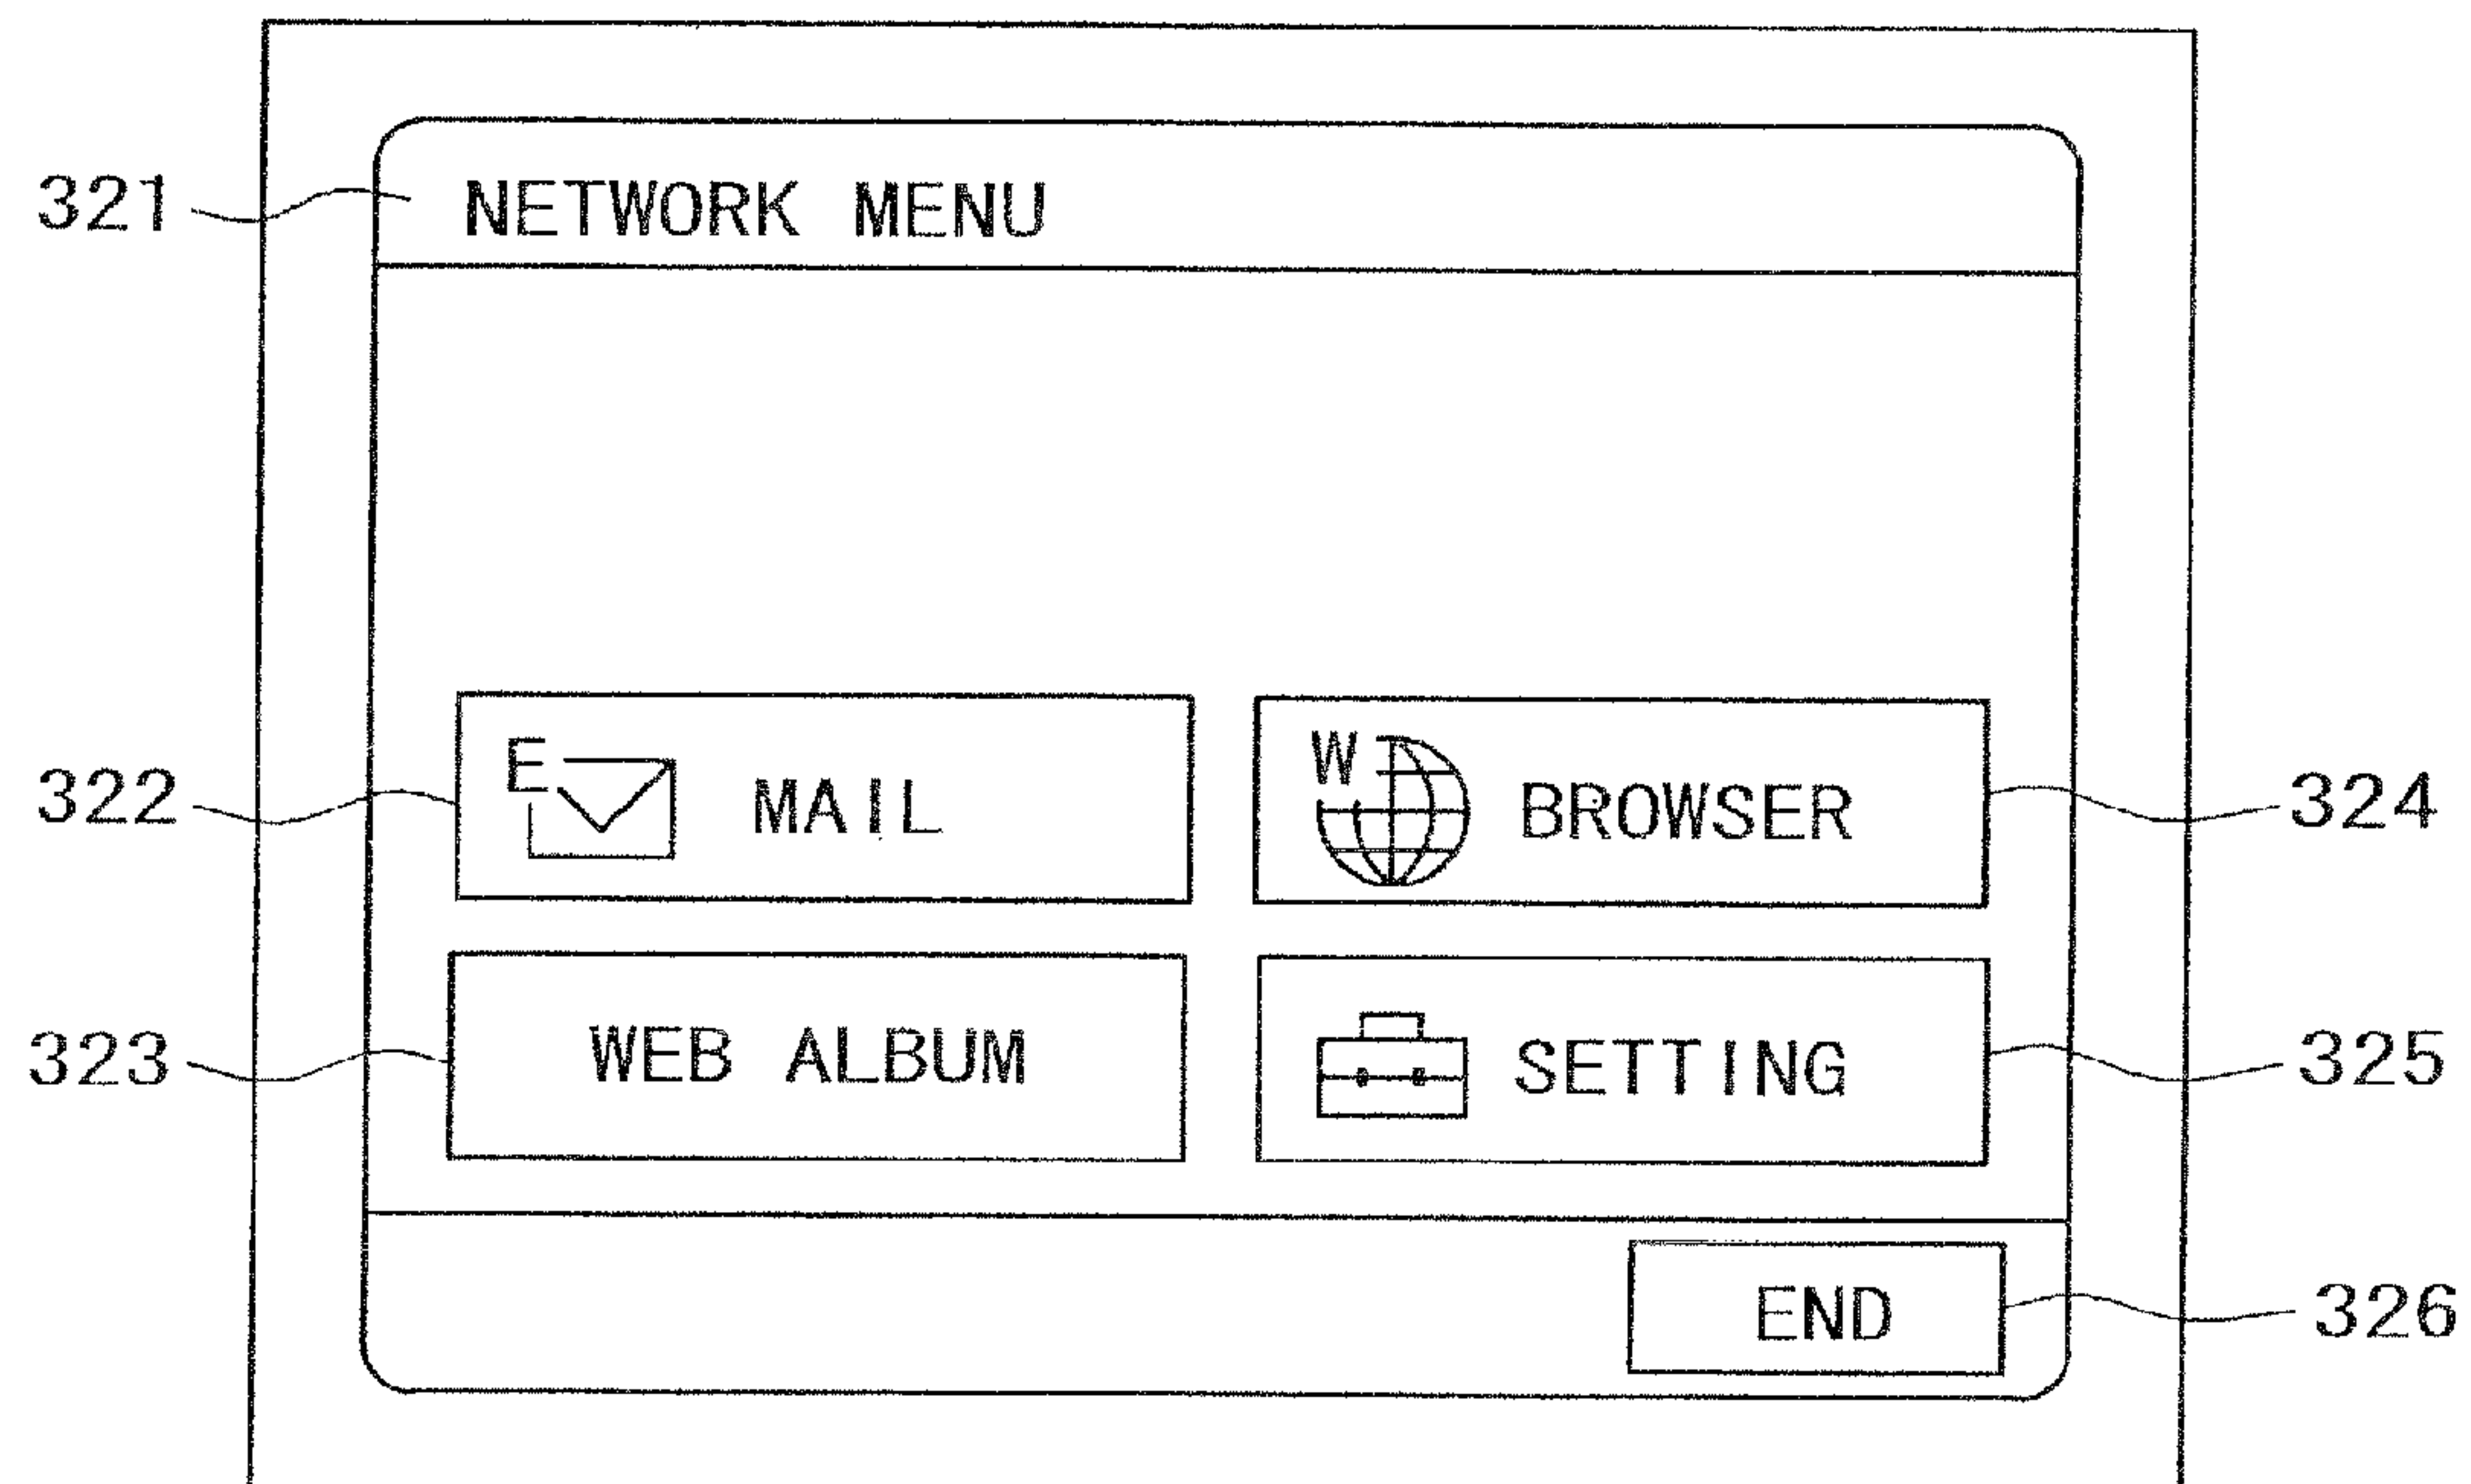 321 NETWORK MENU
322 E MAIL W BROWSER 324
323 WEB ALBUM SETTING 325
END 326